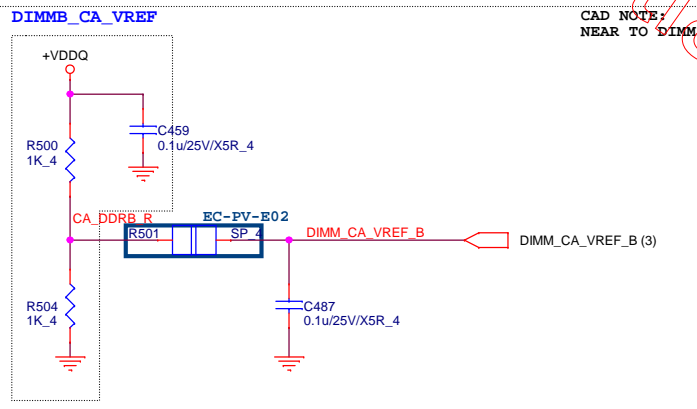 DIMMB_CA_VREF
CAD NOTE:
NEAR TO DIMM
+VDDQ
C459
0.1u/25V/X5R_4
R500
1K_4
CA_DDRB_R
EC-PV-E02
R501
SP_4
DIMM_CA_VREF_B
DIMM_CA_VREF_B (3)
R504
1K_4
C487
0.1u/25V/X5R_4